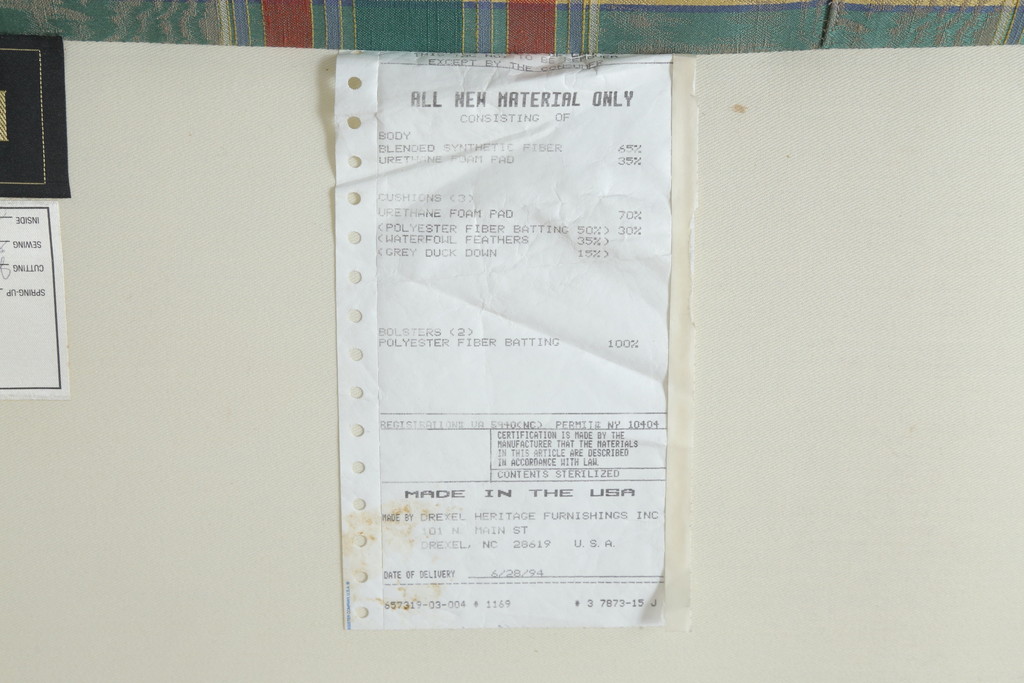 EXCEPT BY THE CONSUMER
ALL NEW MATERIAL ONLY
CONSISTING OF
BODY
BLENDED SYNTHETIC FIBER 65%
URETHANE FOAM PAD 35%
CUSHIONS (3)
URETHANE FOAM PAD 70%
(POLYESTER FIBER BATTING 50%) 30%
(WATERFOWL FEATHERS 35%)
(GREY DUCK DOWN 15%)
BOLSTERS (2)
POLYESTER FIBER BATTING 100%
REGISTRATION# VA 5940(NC) PERMIT# NY 10404
CERTIFICATION IS MADE BY THE
MANUFACTURER THAT THE MATERIALS
IN THIS ARTICLE ARE DESCRIBED
IN ACCORDANCE WITH LAW.
CONTENTS STERILIZED
MADE IN THE USA
MADE BY DREXEL HERITAGE FURNISHINGS INC
101 N. MAIN ST
DREXEL, NC 28619 U.S.A.
DATE OF DELIVERY 6/28/94
657319-03-004 * 1169 * 3 7873-15 J
INSIDE
SEWING
CUTTING
SPRING-UP